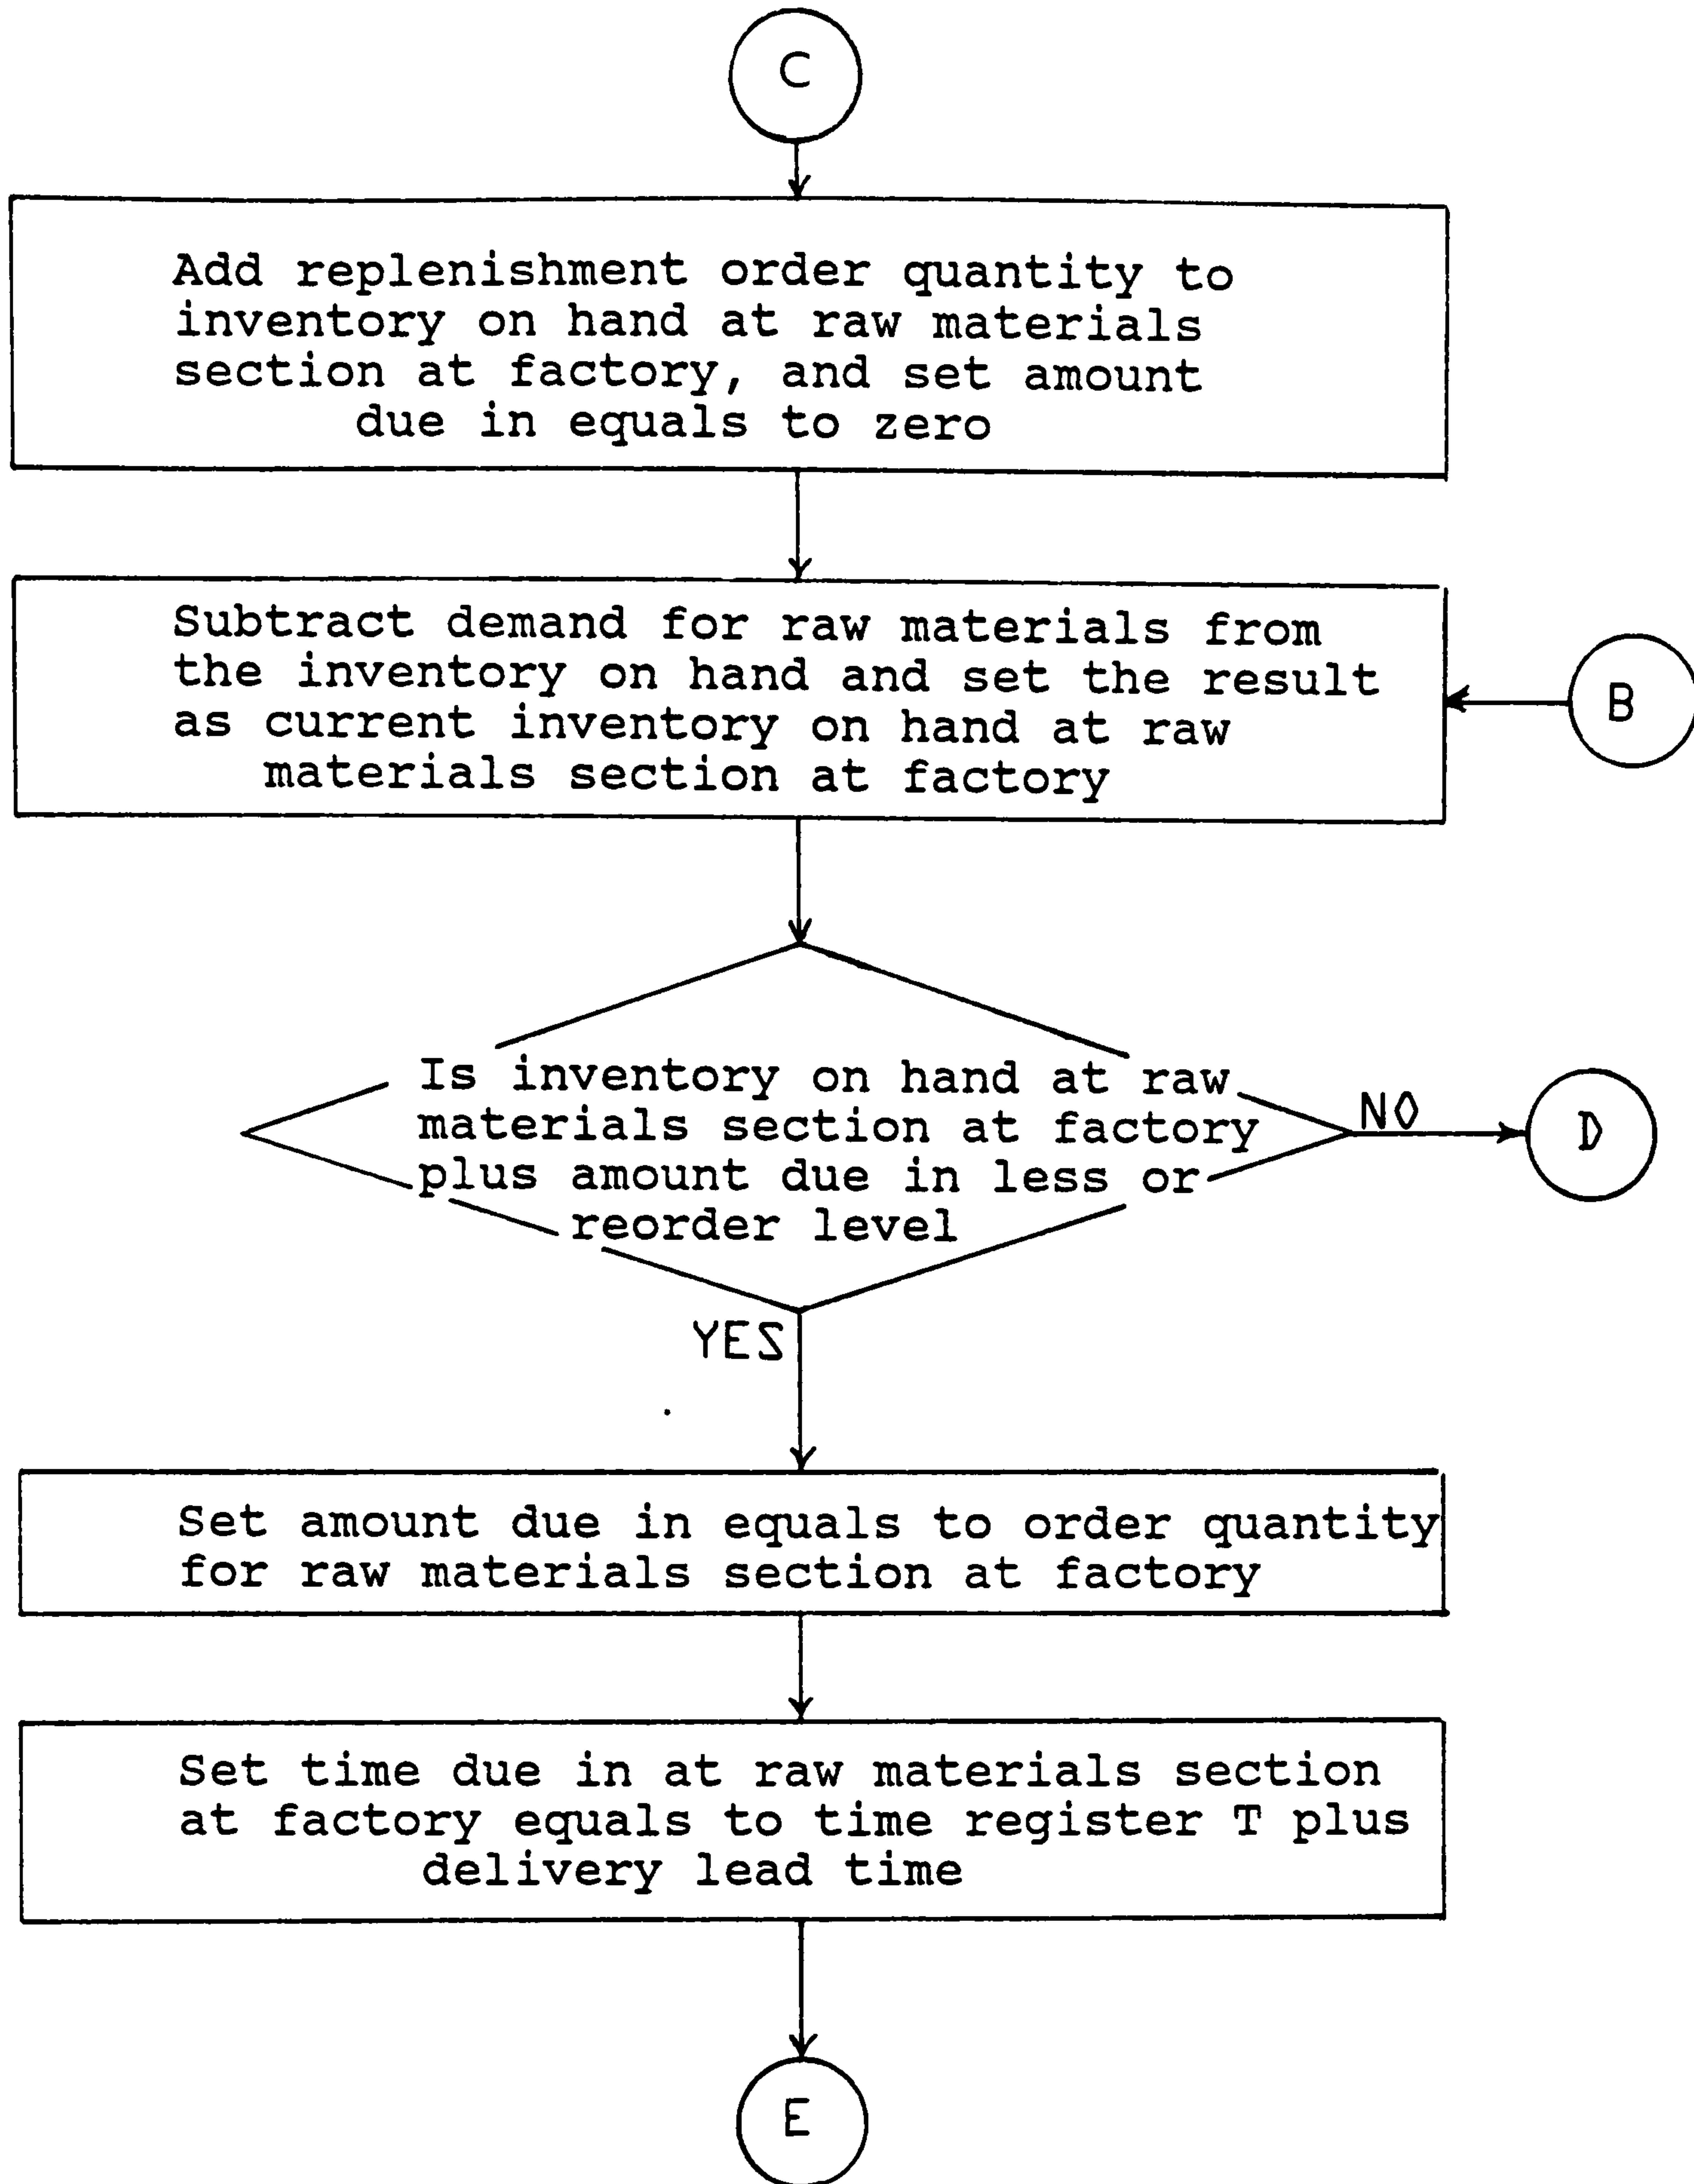 C
Add replenishment order quantity to
inventory on hand at raw materials
section at factory, and set amount
due in equals to zero
Subtract demand for raw materials from
the inventory on hand and set the result
as current inventory on hand at raw
materials section at factory
B
Is inventory on hand at raw
materials section at factory
plus amount due in less or
reorder level
NO
D
YES
Set amount due in equals to order quantity
for raw materials section at factory
Set time due in at raw materials section
at factory equals to time register T plus
delivery lead time
E